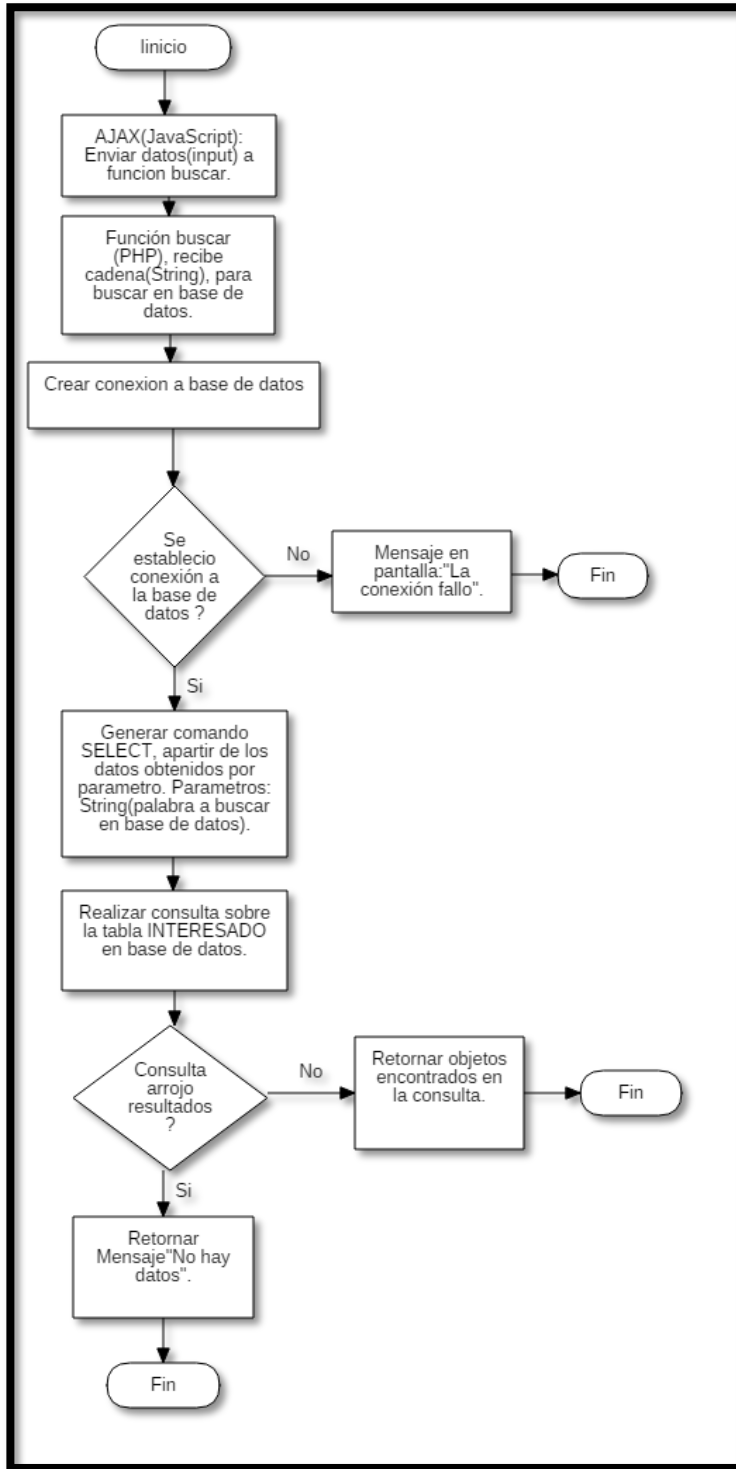 Iinicio
AJAX(JavaScript):
Enviar datos(input) a
funcion buscar.
Función buscar
(PHP), recibe
cadena(String), para
buscar en base de
datos.
Crear conexion a base de datos
Se
establecio
conexión a
la base de
datos ?
No
Mensaje en
pantalla:"La
conexión fallo".
Fin
Si
Generar comando
SELECT, apartir de los
datos obtenidos por
parametro. Parametros:
String(palabra a buscar
en base de datos).
Realizar consulta sobre
la tabla INTERESADO
en base de datos.
Consulta
arrojo
resultados
?
No
Retornar objetos
encontrados en
la consulta.
Fin
Si
Retornar
Mensaje"No hay
datos".
Fin